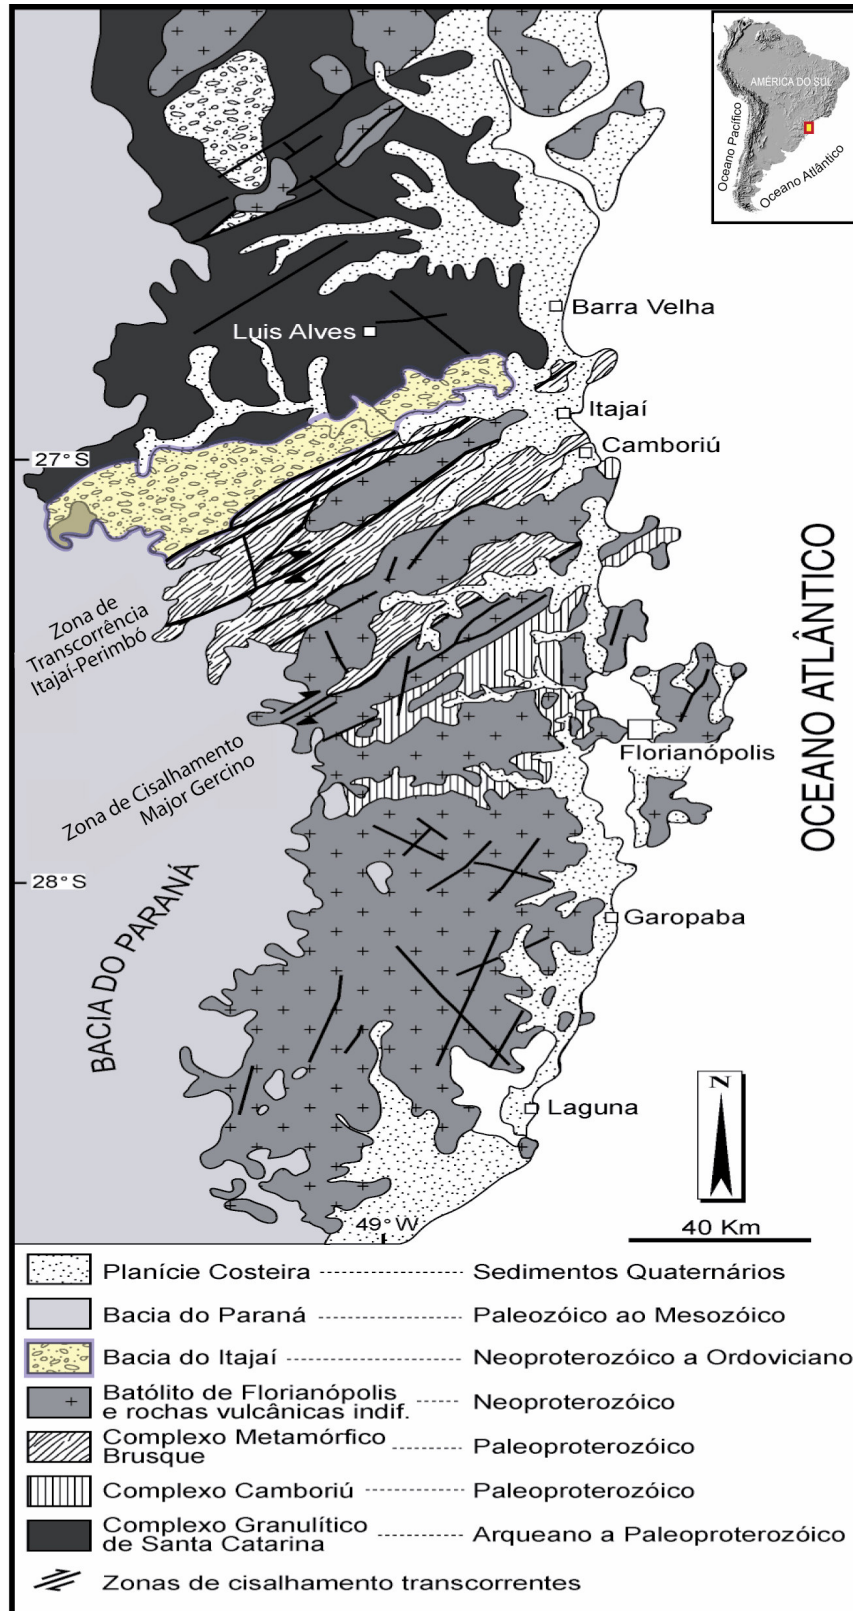 AMÉRICA DO SUL
Oceano Pacífico
Oceano Atlântico
Barra Velha
Luis Alves
Itajaí
27° S
Camboriú
Zona de
Transcorrência
Itajaí-Perimbó
OCEANO ATLÂNTICO
Florianópolis
Zona de Cisalhamento
Major Gercino
28° S
BACIA DO PARANÁ
Garopaba
N
Laguna
49° W
40 Km
Planície Costeira ---------------- Sedimentos Quaternários
Bacia do Paraná ---------------- Paleozóico ao Mesozóico
Bacia do Itajaí ------------------- Neoproterozóico a Ordoviciano
Batólito de Florianópolis
e rochas vulcânicas indif. ------ Neoproterozóico
Complexo Metamórfico
Brusque ---------- Paleoproterozóico
Complexo Camboriú ------------ Paleoproterozóico
Complexo Granulítico
de Santa Catarina ----------- Arqueano a Paleoproterozóico
Zonas de cisalhamento transcorrentes